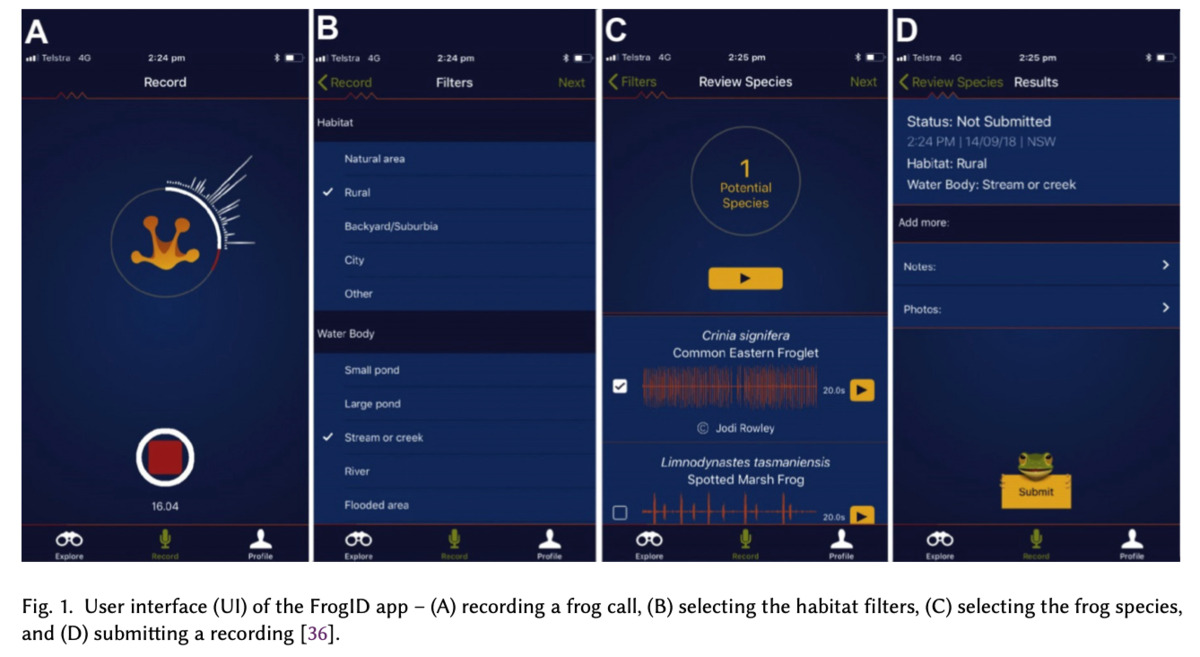 A
Telstra 4G 2:24 pm
Record
16.04
Explore Record Profile
B
Telstra 4G 2:24 pm
Record Filters Next
Habitat
Natural area
Rural
Backyard/Suburbia
City
Other
Water Body
Small pond
Large pond
Stream or creek
River
Flooded area
Explore Record Profile
C
Telstra 4G 2:25 pm
Filters Review Species Next
1
Potential
Species
Crinia signifera
Common Eastern Froglet
20.0s
© Jodi Rowley
Limnodynastes tasmaniensis
Spotted Marsh Frog
20.0s
Explore Record Profile
D
Telstra 4G 2:25 pm
Review Species Results
Status: Not Submitted
2:24 PM | 14/09/18 | NSW
Habitat: Rural
Water Body: Stream or creek
Add more:
Notes:
Photos:
Submit
Explore Record Profile
Fig. 1. User interface (UI) of the FrogID app – (A) recording a frog call, (B) selecting the habitat filters, (C) selecting the frog species,
and (D) submitting a recording [36].